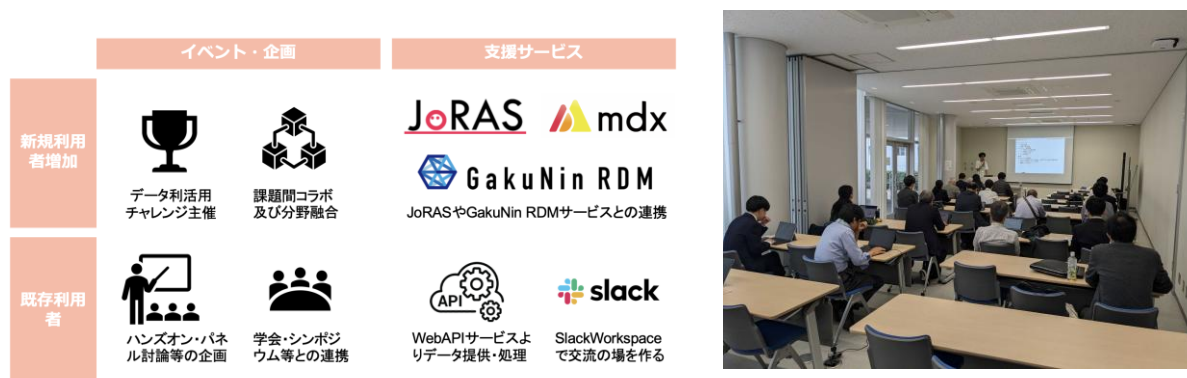 イベント・企画
支援サービス
新規利用
者増加
データ利活用
チャレンジ主催
課題間コラボ
及び分野融合
JoRAS
mdx
GakuNin RDM
JoRASやGakuNin RDMサービスとの連携
既存利用
者
ハンズオン・パネ
ル討論等の企画
学会・シンポジ
ウム等との連携
API
WebAPIサービスよ
りデータ提供・処理
slack
SlackWorkspace
で交流の場を作る